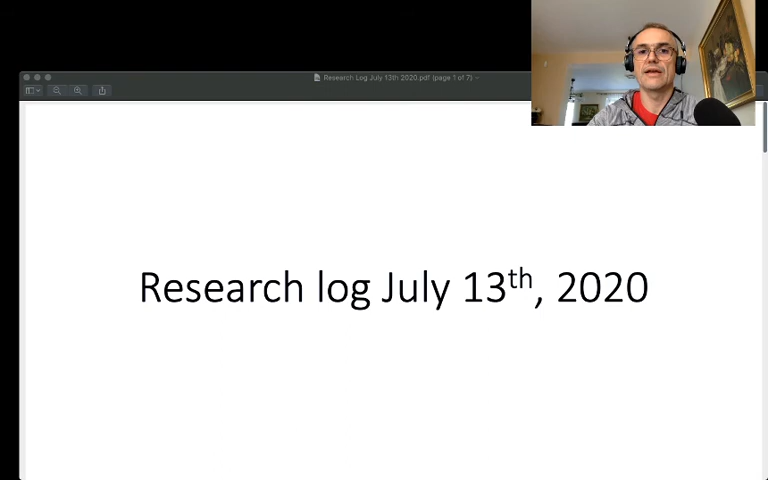 Research Log July 13th 2020.pdf (page 1 of 7)
Research log July 13th, 2020